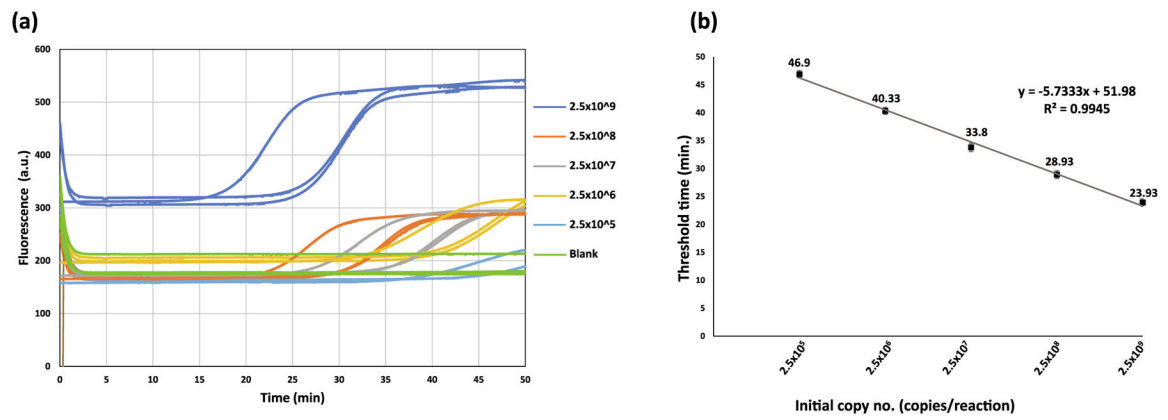 (a)
600
500
400
300
200
100
0
0 5 10 15 20 25 30 35 40 45 50
Fluorescence (a.u.)
Time (min)
2.5x10^9
2.5x10^8
2.5x10^7
2.5x10^6
2.5x10^5
Blank
(b)
50
45
40
35
30
25
20
15
10
5
0
Threshold time (min.)
46.9
40.33
33.8
28.93
23.93
y = -5.7333x + 51.98
R² = 0.9945
2.5x10⁵ 2.5x10⁶ 2.5x10⁷ 2.5x10⁸ 2.5x10⁹
Initial copy no. (copies/reaction)